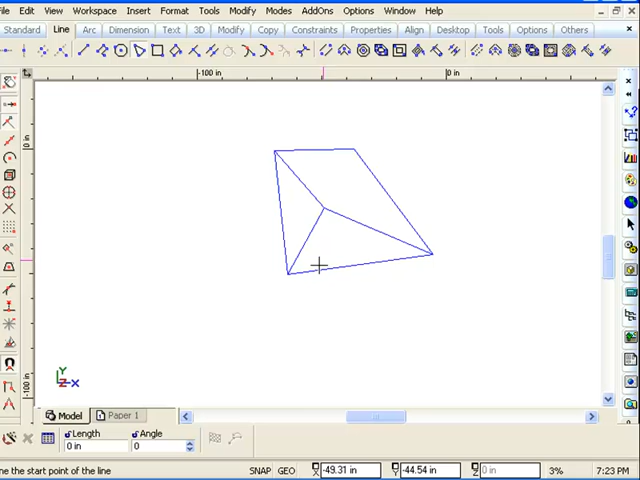 File Edit View Workspace Insert Format Tools Modify Modes AddOns Options Window Help
Standard Line Arc Dimension Text 3D Modify Copy Constraints Properties Align Desktop Tools Options Others
-100 in 0 in
0 in
-100 in
Y
Z X
Model Paper 1
Length Angle
0 in 0
ne the start point of the line SNAP GEO X -49.31 in Y -44.54 in Z 0 in 3% 7:23 PM